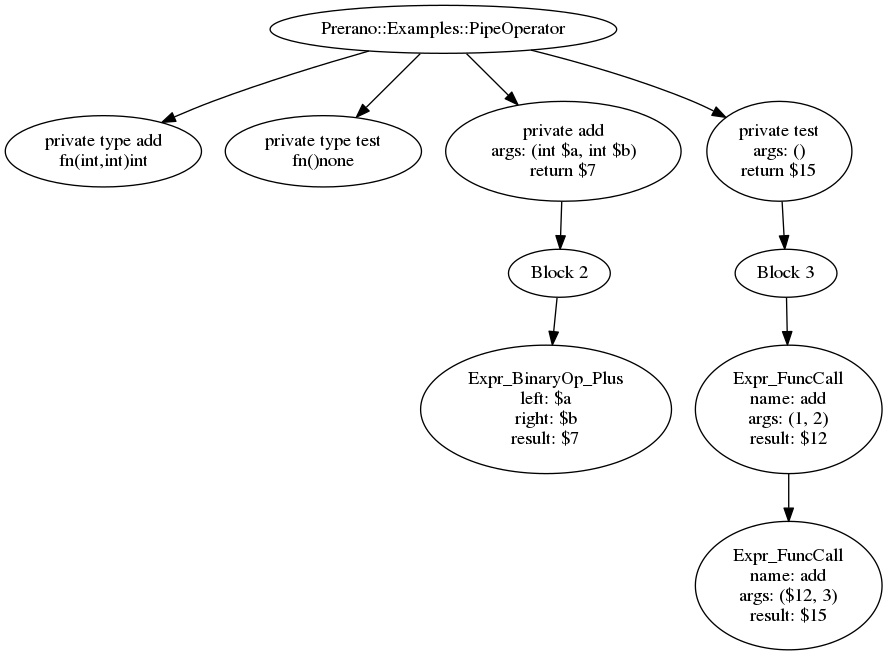 Prerano::Examples::PipeOperator
private type add
fn(int,int)int
private type test
fn()none
private add
args: (int $a, int $b)
return $7
private test
args: ()
return $15
Block 2
Block 3
Expr_BinaryOp_Plus
left: $a
right: $b
result: $7
Expr_FuncCall
name: add
args: (1, 2)
result: $12
Expr_FuncCall
name: add
args: ($12, 3)
result: $15